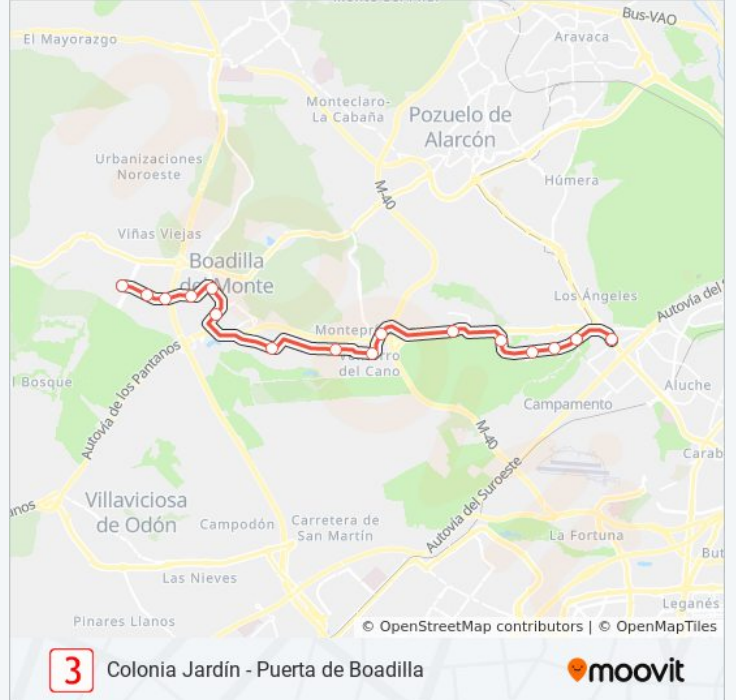 Bus-VAO
El Mayorazgo
Aravaca
Monteclaro-
La Cabaña
Pozuelo de
Alarcón
Urbanizaciones
Noroeste
Húmera
M-40
Viñas Viejas
Boadilla
del Monte
Los Ángeles
Autovía del
Montepr
del Cano
l Bosque
Autovía de los Pantanos
Aluche
Campamento
M-40
Carab
Autovía del Suroeste
Villaviciosa
de Odón
nos
Campodón
Carretera de
San Martín
La Fortuna
But
Las Nieves
Leganés
Pinares Llanos
© OpenStreetMap contributors | © OpenMapTiles
3
Colonia Jardín - Puerta de Boadilla
moovit